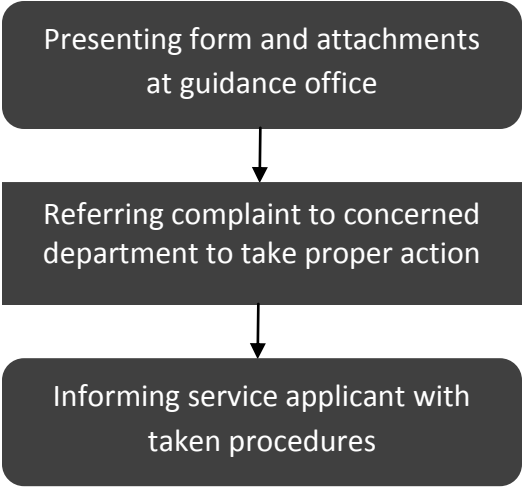 Presenting form and attachments
at guidance office
Referring complaint to concerned
department to take proper action
Informing service applicant with
taken procedures